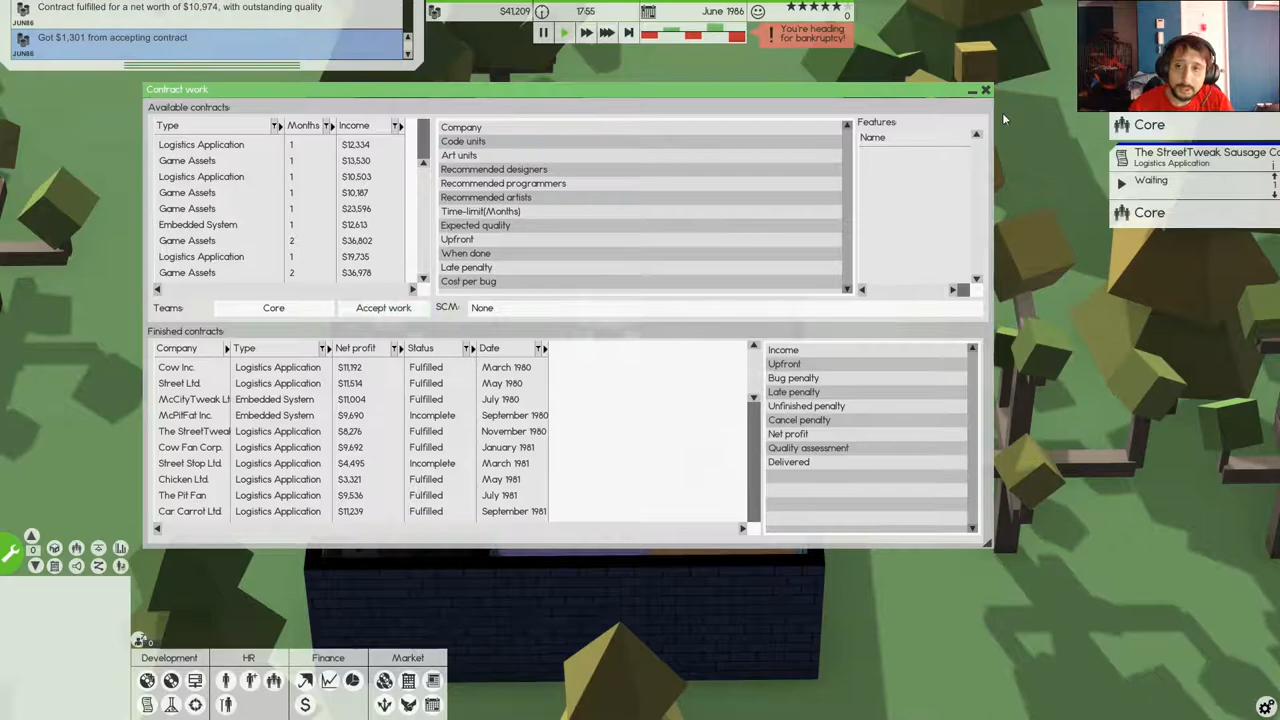 Contract fulfilled for a net worth of $10,974, with outstanding quality
JUN86
Got $1,301 from accepting contract
JUN86
$41,209
17:55
June 1986
0
You're heading for bankruptcy!
Contract work
Available contracts:
Type Months Income
Logistics Application 1 $12,334
Game Assets 1 $13,530
Logistics Application 1 $10,503
Game Assets 1 $10,187
Game Assets 1 $23,596
Embedded System 1 $12,613
Game Assets 2 $36,802
Logistics Application 1 $19,735
Game Assets 2 $36,978
Company
Code units
Art units
Recommended designers
Recommended programmers
Recommended artists
Time-limit(Months)
Expected quality
Upfront
When done
Late penalty
Cost per bug
Features:
Name
Teams: Core Accept work SCM: None
Finished contracts:
Company Type Net profit Status Date
Cow Inc. Logistics Application $11,192 Fulfilled March 1980
Street Ltd. Logistics Application $11,514 Fulfilled May 1980
McCityTweak Lt Embedded System $11,004 Fulfilled July 1980
McPitFat Inc. Embedded System $9,690 Incomplete September 1980
The StreetTweak Logistics Application $8,276 Fulfilled November 1980
Cow Fan Corp. Logistics Application $9,692 Fulfilled January 1981
Street Stop Ltd. Logistics Application $4,495 Incomplete March 1981
Chicken Ltd. Logistics Application $3,321 Fulfilled May 1981
The Pit Fan Logistics Application $9,536 Fulfilled July 1981
Car Carrot Ltd. Logistics Application $11,239 Fulfilled September 1981
Income
Upfront
Bug penalty
Late penalty
Unfinished penalty
Cancel penalty
Net profit
Quality assessment
Delivered
Core
The StreetTweak Sausage Co
Logistics Application
Waiting
1
Core
0
0
Development HR Finance Market